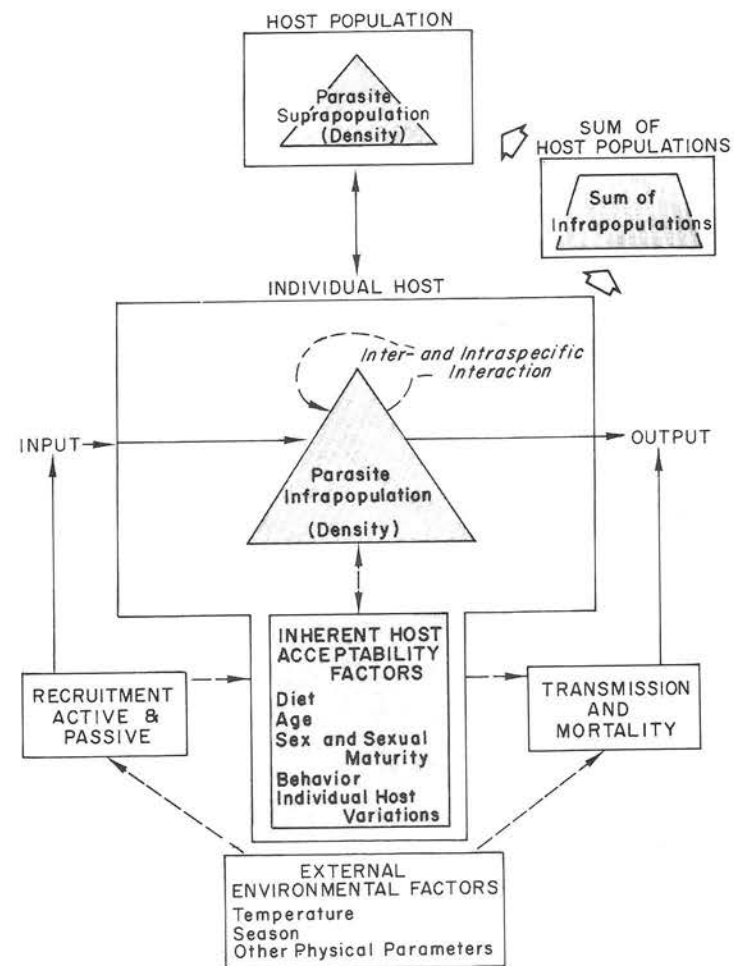 HOST POPULATION
Parasite
Suprapopulation
(Density)
SUM OF
HOST POPULATIONS
Sum of
Infrapopulations
INDIVIDUAL HOST
Inter- and Intraspecific
Interaction
INPUT
OUTPUT
Parasite
Infrapopulation
(Density)
INHERENT HOST
ACCEPTABILITY
FACTORS
Diet
Age
Sex and Sexual
Maturity
Behavior
Individual Host
Variations
RECRUITMENT
ACTIVE &
PASSIVE
TRANSMISSION
AND
MORTALITY
EXTERNAL
ENVIRONMENTAL FACTORS
Temperature
Season
Other Physical Parameters